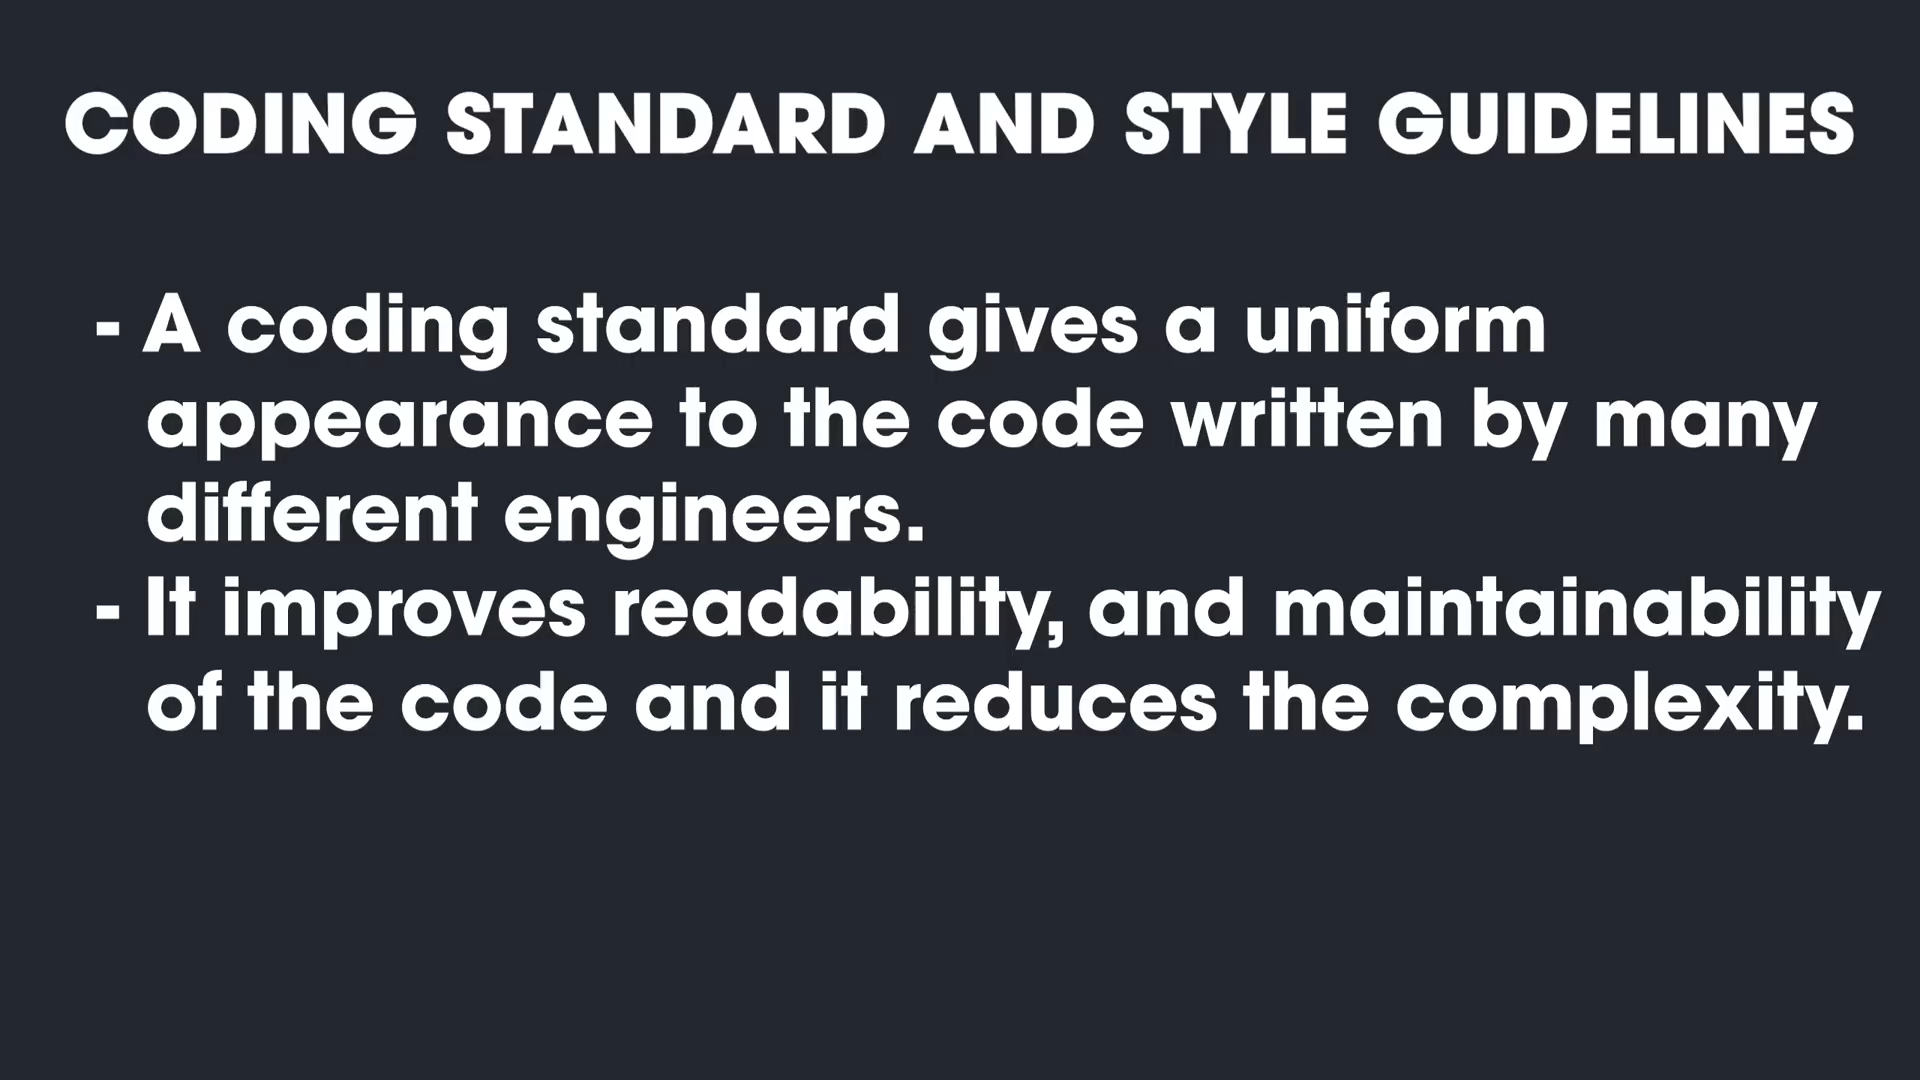 CODING STANDARD AND STYLE GUIDELINES
- A coding standard gives a uniform
appearance to the code written by many
different engineers.
- It improves readability, and maintainability
of the code and it reduces the complexity.